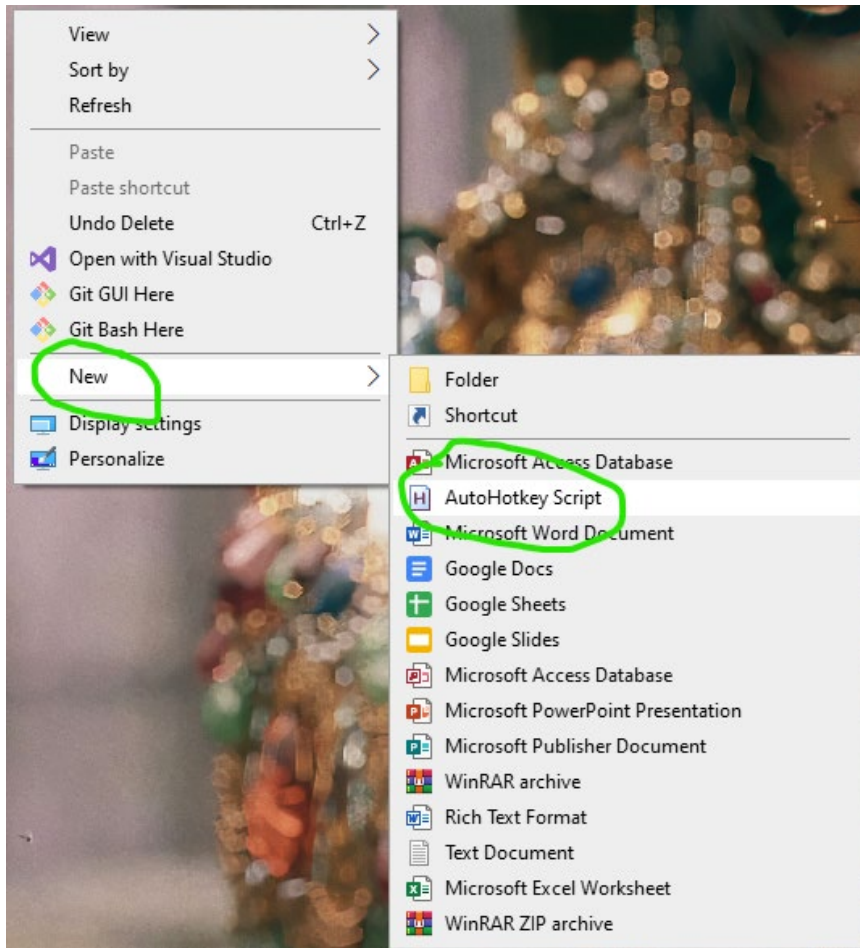 View
Sort by
Refresh
Paste
Paste shortcut
Undo Delete Ctrl+Z
Open with Visual Studio
Git GUI Here
Git Bash Here
New
Display settings
Personalize
Folder
Shortcut
Microsoft Access Database
AutoHotkey Script
Microsoft Word Document
Google Docs
Google Sheets
Google Slides
Microsoft Access Database
Microsoft PowerPoint Presentation
Microsoft Publisher Document
WinRAR archive
Rich Text Format
Text Document
Microsoft Excel Worksheet
WinRAR ZIP archive